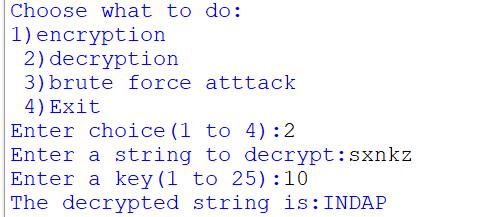 Choose what to do:
1)encryption
2)decryption
3)brute force atttack
4)Exit
Enter choice(1 to 4):2
Enter a string to decrypt:sxnkz
Enter a key(1 to 25):10
The decrypted string is:INDAP